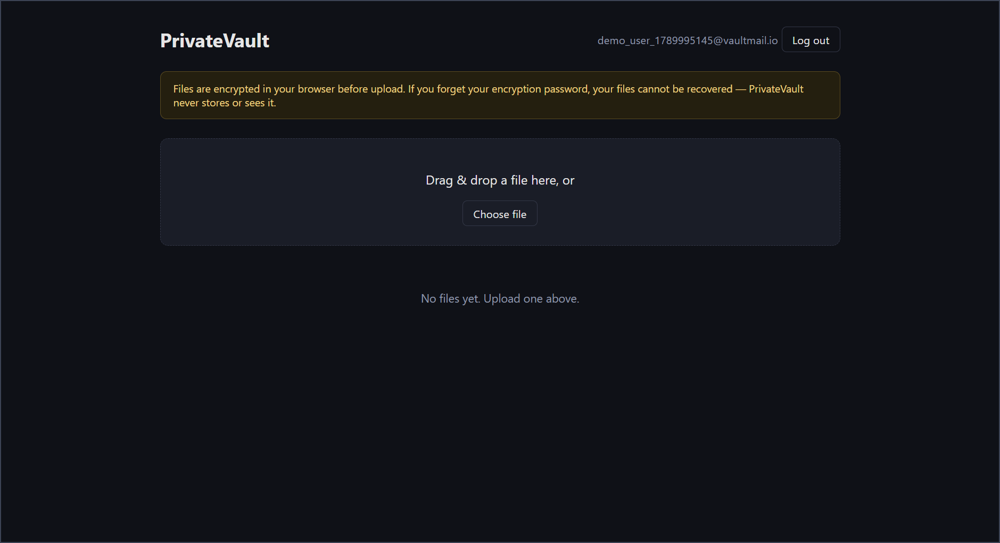 PrivateVault
demo_user_1789995145@vaultmail.io
Log out
Files are encrypted in your browser before upload. If you forget your encryption password, your files cannot be recovered — PrivateVault
never stores or sees it.
Drag & drop a file here, or
Choose file
No files yet. Upload one above.